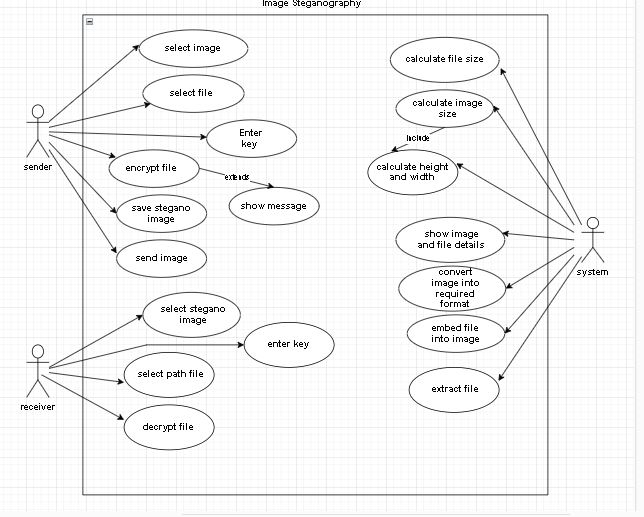 Image Steganography
select image
select file
Enter
key
sender
encrypt file
extends
show message
save stegano
image
send image
select stegano
image
enter key
select path file
receiver
decrypt file
calculate file size
calculate image
size
Include
calculate height
and width
show image
and file details
system
convert
image into
required
format
embed file
into image
extract file